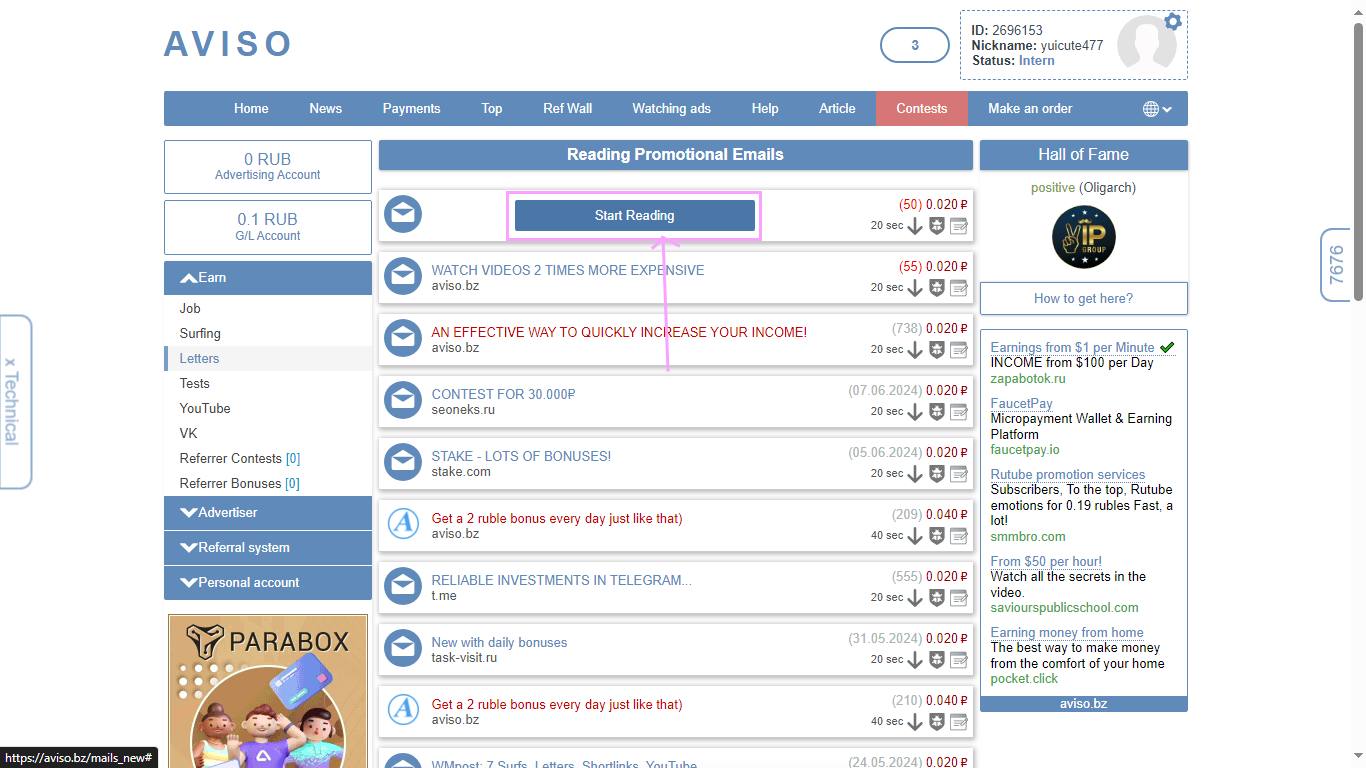 AVISO
3
ID: 2696153
Nickname: yuicute477
Status: Intern
Home News Payments Top Ref Wall Watching ads Help Article Contests Make an order
0 RUB
Advertising Account
0.1 RUB
G/L Account
Earn
Job
Surfing
Letters
Tests
YouTube
VK
Referrer Contests [0]
Referrer Bonuses [0]
Advertiser
Referral system
Personal account
PARABOX
x Technical
Reading Promotional Emails
Start Reading
(50) 0.020 ₽
20 sec
WATCH VIDEOS 2 TIMES MORE EXPENSIVE
aviso.bz
(55) 0.020 ₽
20 sec
AN EFFECTIVE WAY TO QUICKLY INCREASE YOUR INCOME!
aviso.bz
(738) 0.020 ₽
20 sec
CONTEST FOR 30.000₽
seoneks.ru
(07.06.2024) 0.020 ₽
20 sec
STAKE - LOTS OF BONUSES!
stake.com
(05.06.2024) 0.020 ₽
20 sec
Get a 2 ruble bonus every day just like that)
aviso.bz
(209) 0.040 ₽
40 sec
RELIABLE INVESTMENTS IN TELEGRAM...
t.me
(555) 0.020 ₽
20 sec
New with daily bonuses
task-visit.ru
(31.05.2024) 0.020 ₽
20 sec
Get a 2 ruble bonus every day just like that)
aviso.bz
(210) 0.040 ₽
40 sec
WMpost: 7 Surfs, Letters, Shortlinks, YouTube
(24.05.2024) 0.020 ₽
Hall of Fame
positive (Oligarch)
VIP
GROUP
How to get here?
Earnings from $1 per Minute
INCOME from $100 per Day
zapabotok.ru
FaucetPay
Micropayment Wallet & Earning
Platform
faucetpay.io
Rutube promotion services
Subscribers, To the top, Rutube
emotions for 0.19 rubles Fast, a
lot!
smmbro.com
From $50 per hour!
Watch all the secrets in the
video.
saviourspublicschool.com
Earning money from home
The best way to make money
from the comfort of your home
pocket.click
aviso.bz
7676
https://aviso.bz/mails_new#